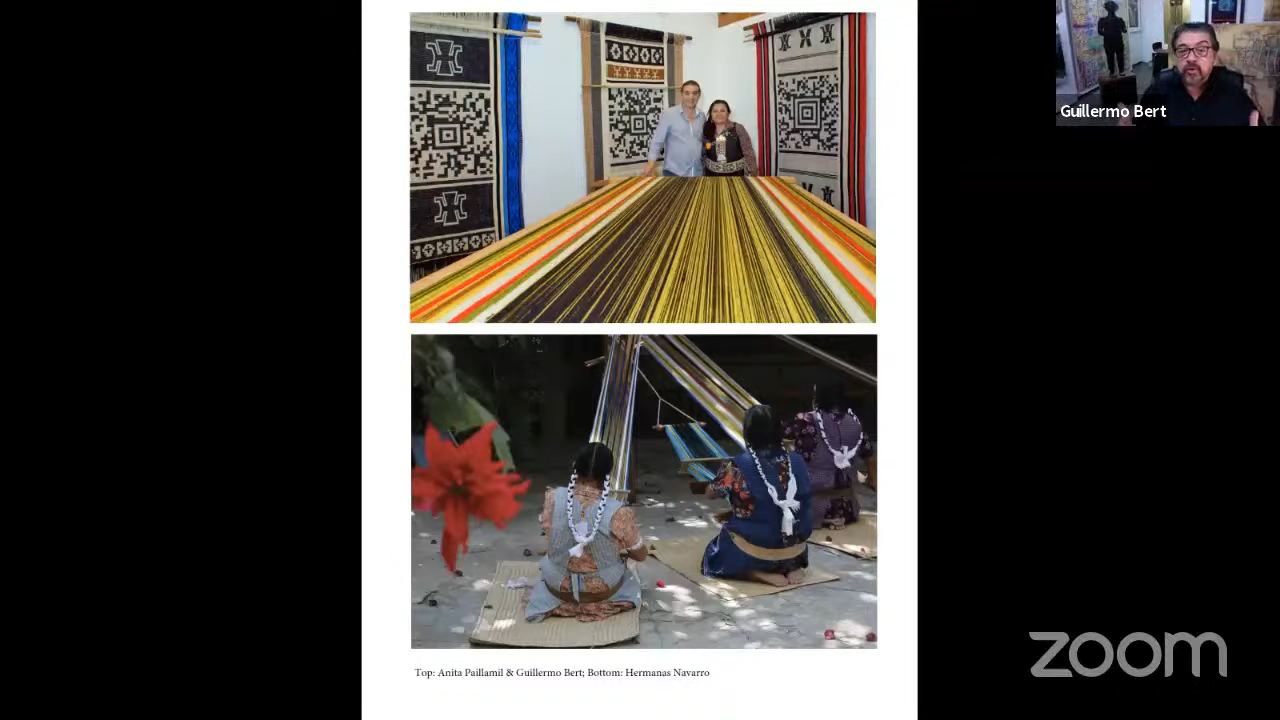 Guillermo Bert
Top: Anita Paillamil & Guillermo Bert; Bottom: Hermanas Navarro
zoom